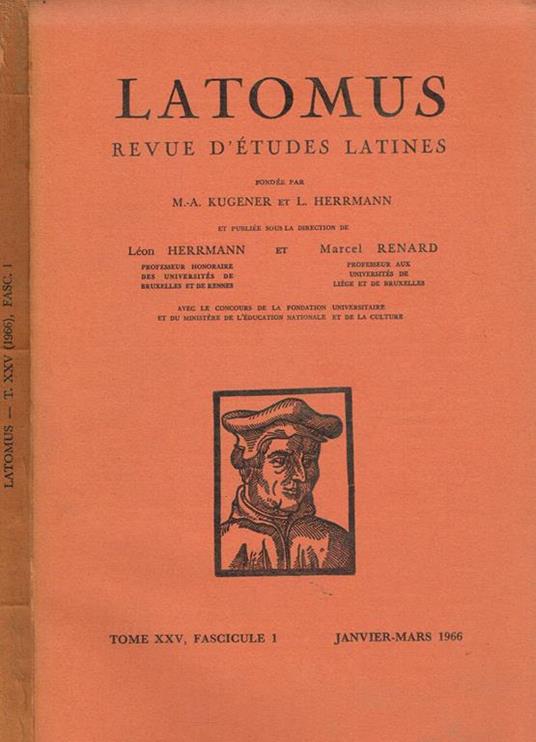 LATOMUS
REVUE D'ÉTUDES LATINES
FONDÉE PAR
M.-A. KUGENER ET L. HERRMANN
ET PUBLIÉE SOUS LA DIRECTION DE
Léon HERRMANN ET Marcel RENARD
PROFESSEUR HONORAIRE
DES UNIVERSITÉS DE
BRUXELLES ET DE RENNES
PROFESSEUR AUX
UNIVERSITÉS DE
LIÉGE ET DE BRUXELLES
AVEC LE CONCOURS DE LA FONDATION UNIVERSITAIRE
ET DU MINISTÈRE DE L'ÉDUCATION NATIONALE ET DE LA CULTURE
TOME XXV, FASCICULE 1 JANVIER-MARS 1966
LATOMUS — T. XXV (1966), FASC. 1